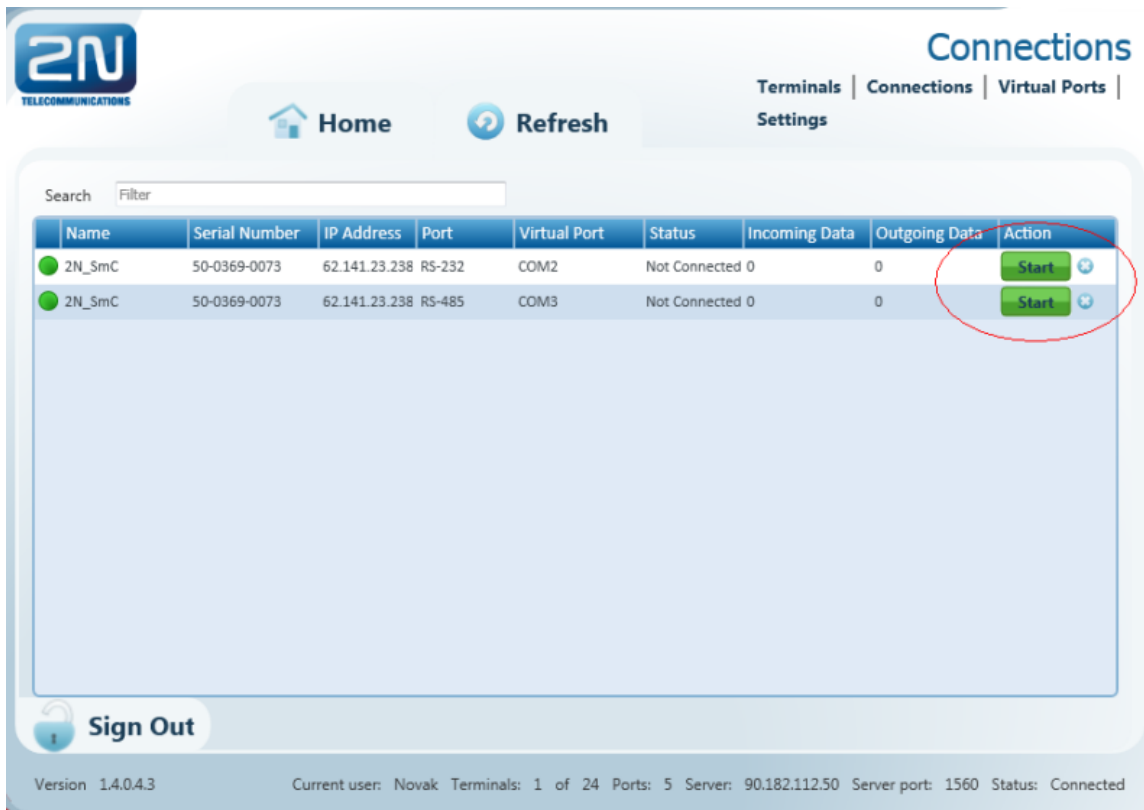 2N
TELECOMMUNICATIONS
Connections
Terminals | Connections | Virtual Ports |
Settings
Home Refresh
Search Filter
Name Serial Number IP Address Port Virtual Port Status Incoming Data Outgoing Data Action
2N_SmC 50-0369-0073 62.141.23.238 RS-232 COM2 Not Connected 0 0 Start
2N_SmC 50-0369-0073 62.141.23.238 RS-485 COM3 Not Connected 0 0 Start
Sign Out
Version 1.4.0.4.3 Current user: Novak Terminals: 1 of 24 Ports: 5 Server: 90.182.112.50 Server port: 1560 Status: Connected